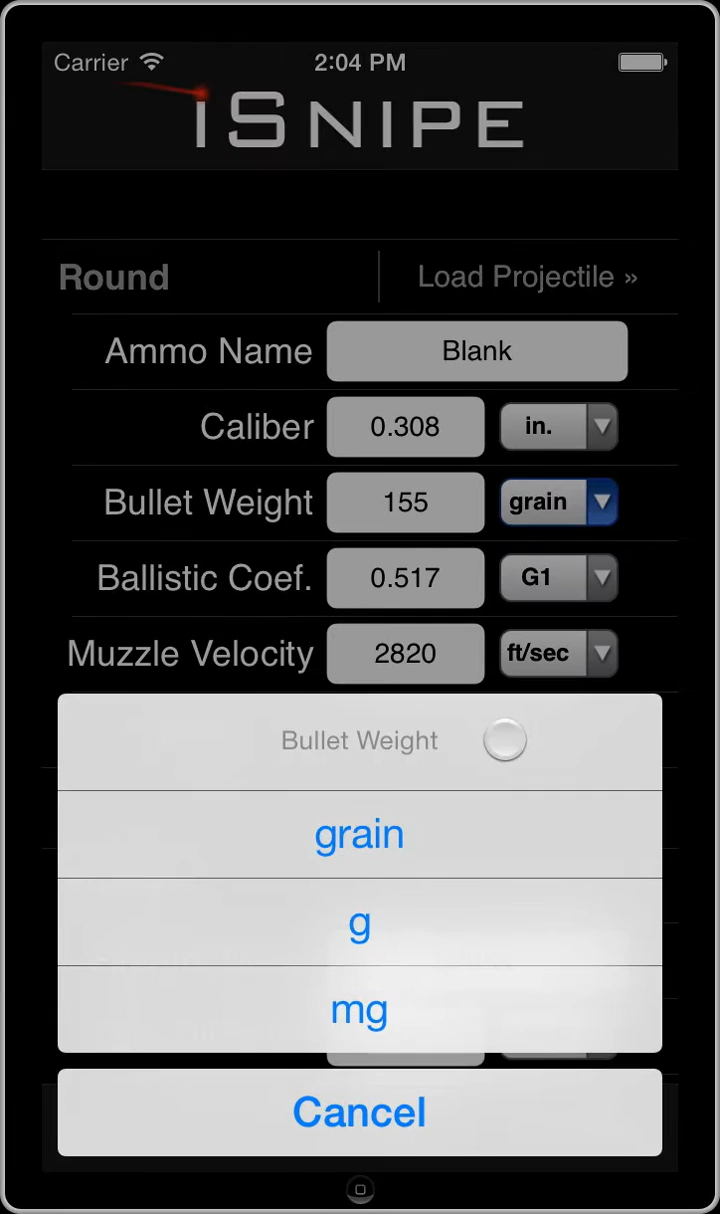 Carrier 2:04 PM
iSNIPE
Round Load Projectile »
Ammo Name Blank
Caliber 0.308 in.
Bullet Weight 155 grain
Ballistic Coef. 0.517 G1
Muzzle Velocity 2820 ft/sec
Bullet Weight
grain
g
mg
Cancel